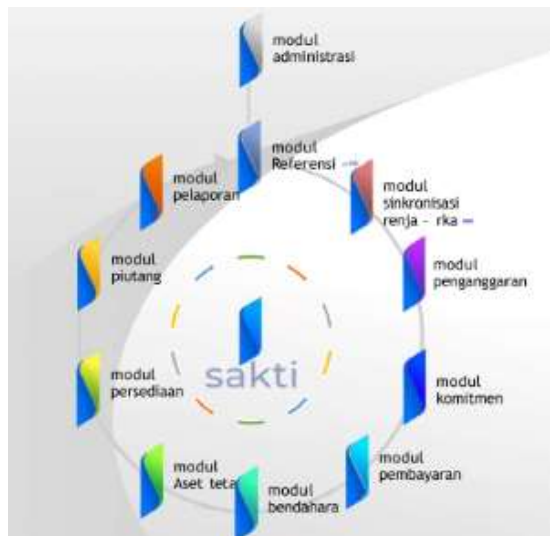 modul
administrasi
modul
Referensi
modul
pelaporan
modul
sinkronisasi
renja - rka
modul
piutang
modul
penganggaran
sakti
modul
persediaan
modul
komitmen
modul
Aset teta
modul
pembayaran
modul
bendahara